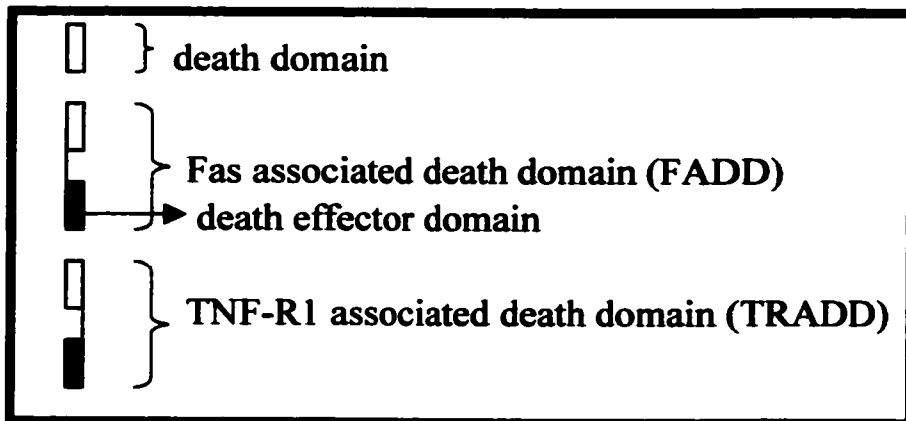 death domain
Fas associated death domain (FADD)
death effector domain
TNF-R1 associated death domain (TRADD)